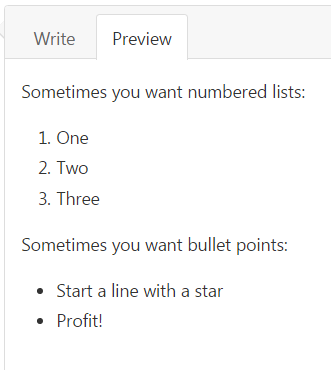 Write Preview
Sometimes you want numbered lists:
1. One
2. Two
3. Three
Sometimes you want bullet points:
• Start a line with a star
• Profit!